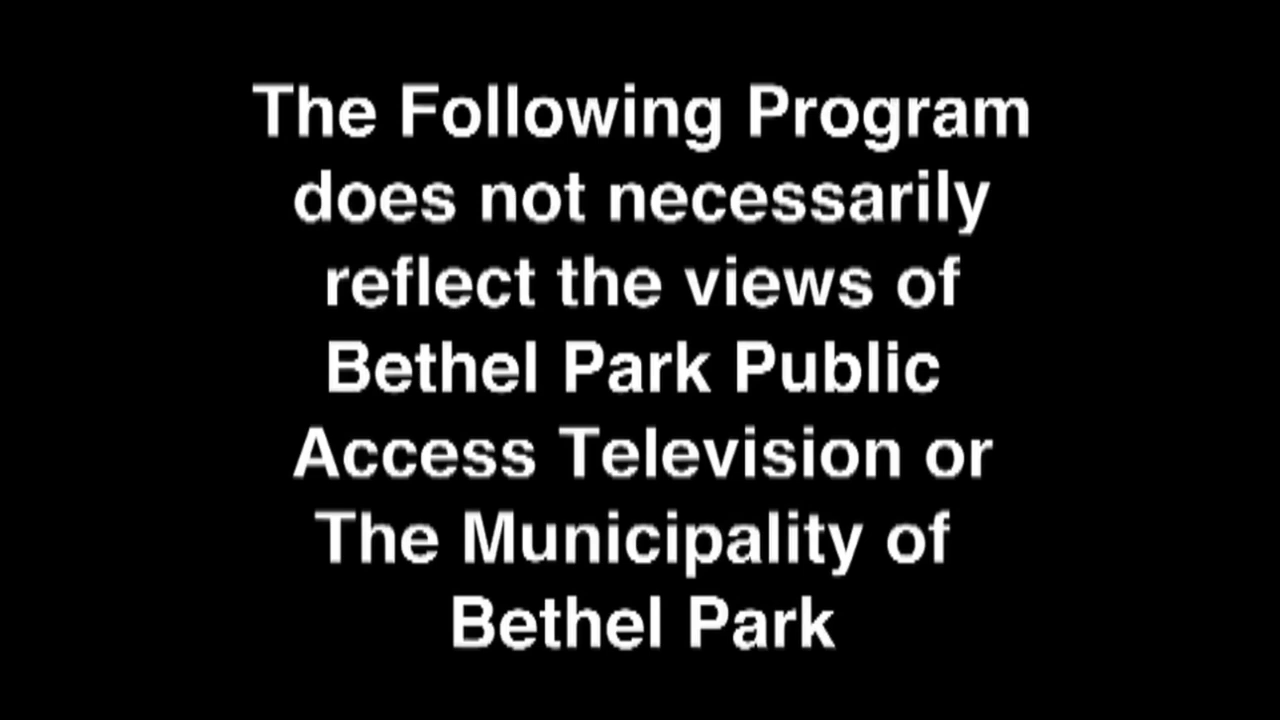 The Following Program
does not necessarily
reflect the views of
Bethel Park Public
Access Television or
The Municipality of
Bethel Park